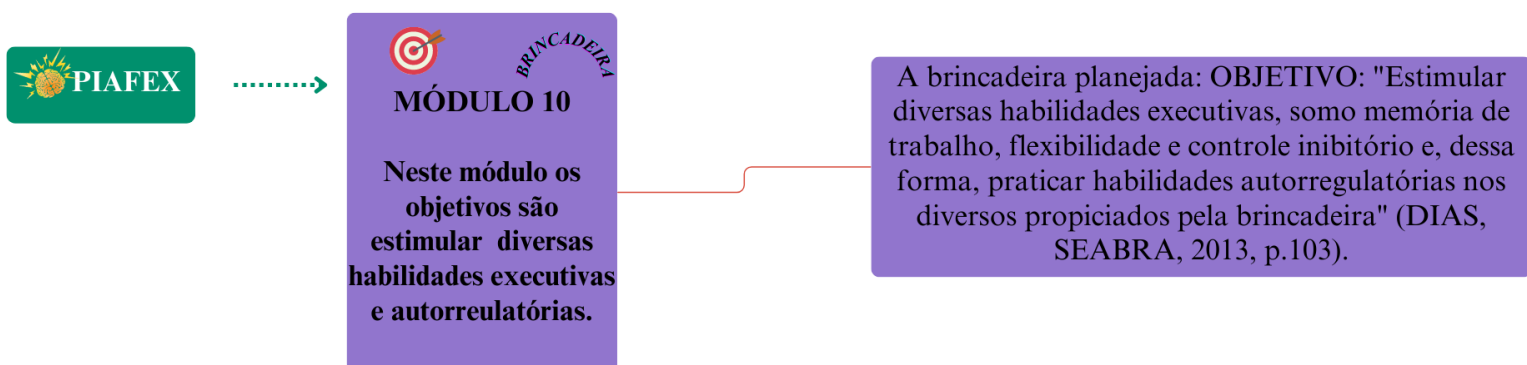 PIAFEX
BRINCADEIRA
MÓDULO 10
Neste módulo os
objetivos são
estimular diversas
habilidades executivas
e autorreulatórias.
A brincadeira planejada: OBJETIVO: "Estimular
diversas habilidades executivas, somo memória de
trabalho, flexibilidade e controle inibitório e, dessa
forma, praticar habilidades autorregulatórias nos
diversos propiciados pela brincadeira" (DIAS,
SEABRA, 2013, p.103).